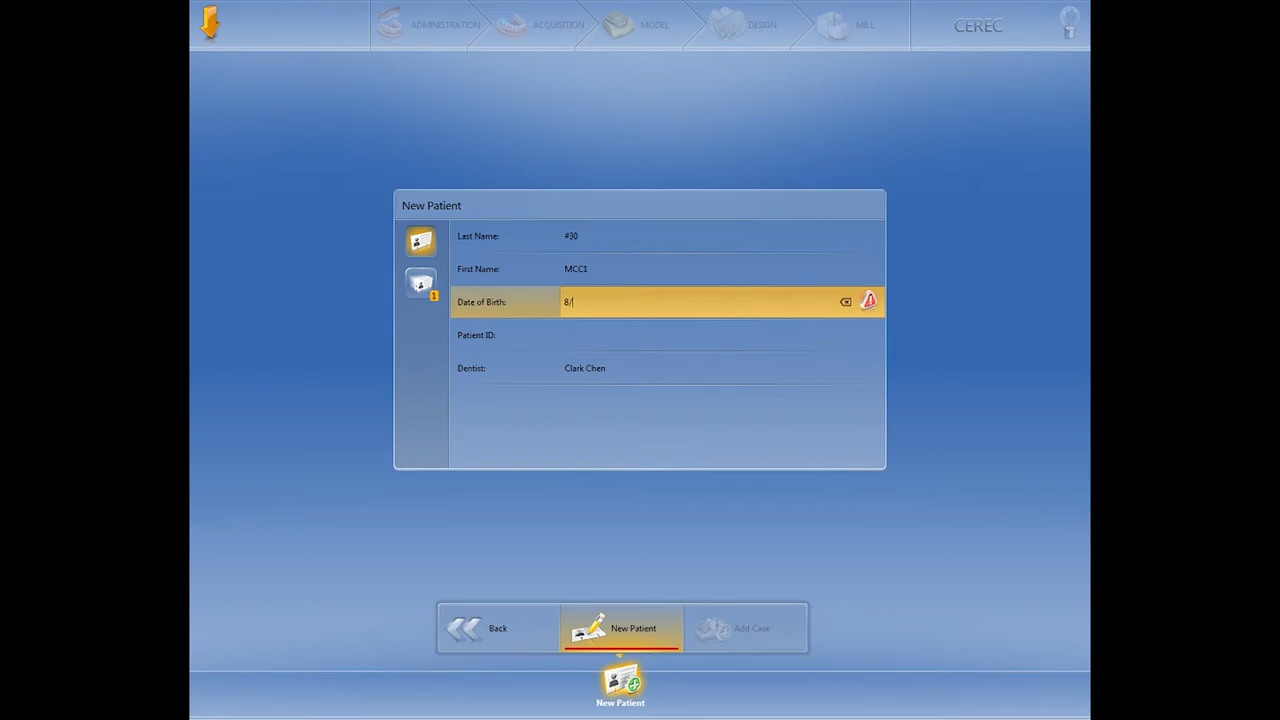 ADMINISTRATION ACQUISITION MODEL DESIGN MILL CEREC
New Patient
Last Name: #30
First Name: MCC1
Date of Birth: 8/
1
Patient ID:
Dentist: Clark Chen
Back New Patient Add Case
New Patient